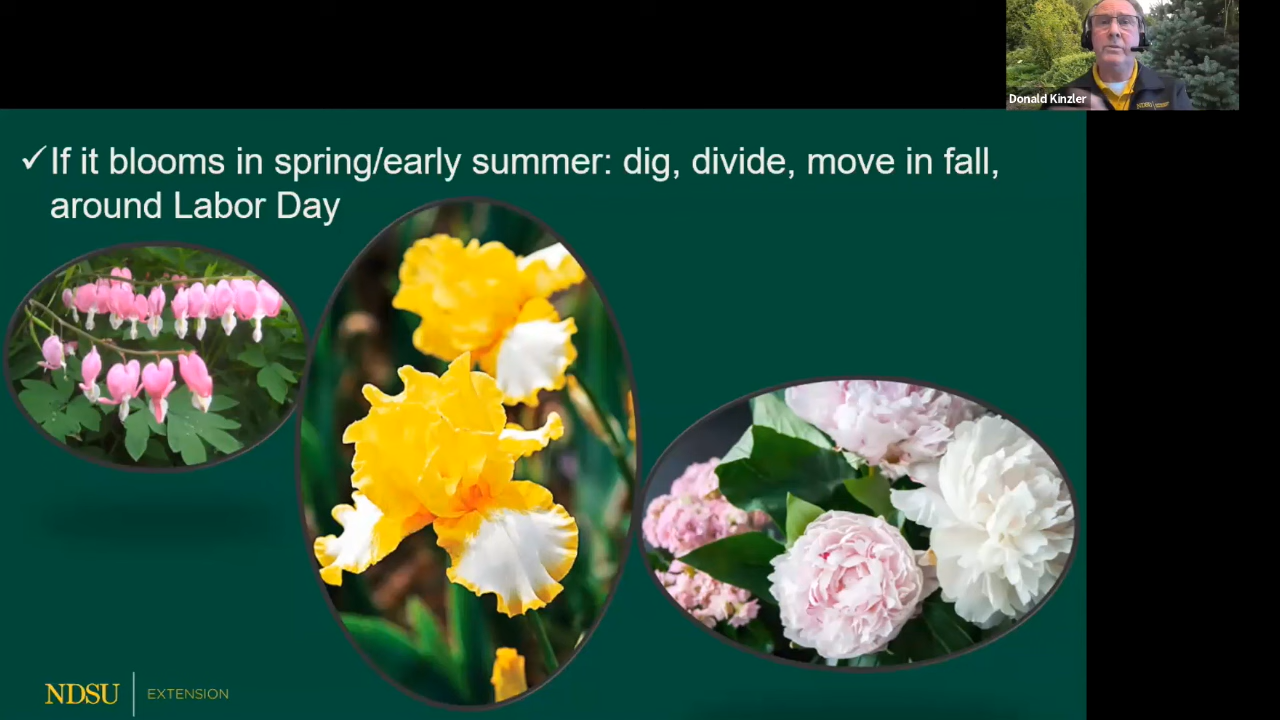 Donald Kinzler
✓If it blooms in spring/early summer: dig, divide, move in fall,
around Labor Day
NDSU EXTENSION